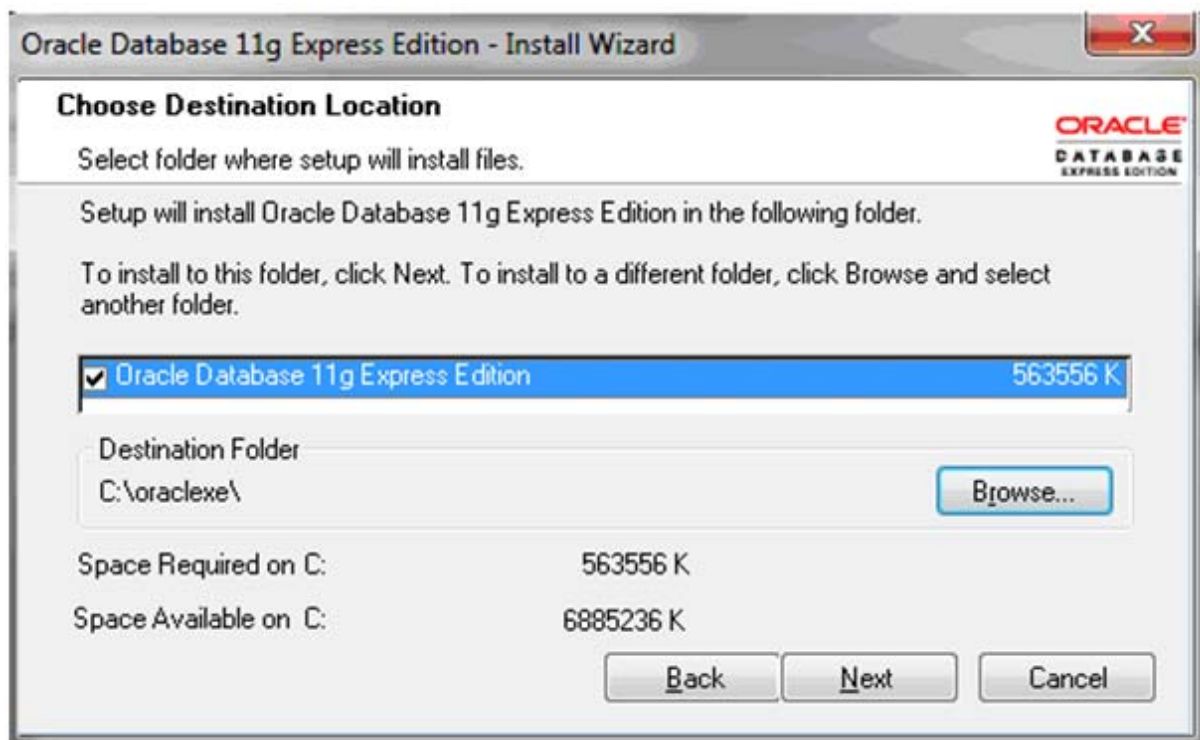 Oracle Database 11g Express Edition - Install Wizard
Choose Destination Location
Select folder where setup will install files.
ORACLE
DATABASE
EXPRESS EDITION
Setup will install Oracle Database 11g Express Edition in the following folder.
To install to this folder, click Next. To install to a different folder, click Browse and select
another folder.
Oracle Database 11g Express Edition 563556 K
Destination Folder
C:\oraclexe\
Browse...
Space Required on C: 563556 K
Space Available on C: 6885236 K
Back Next Cancel